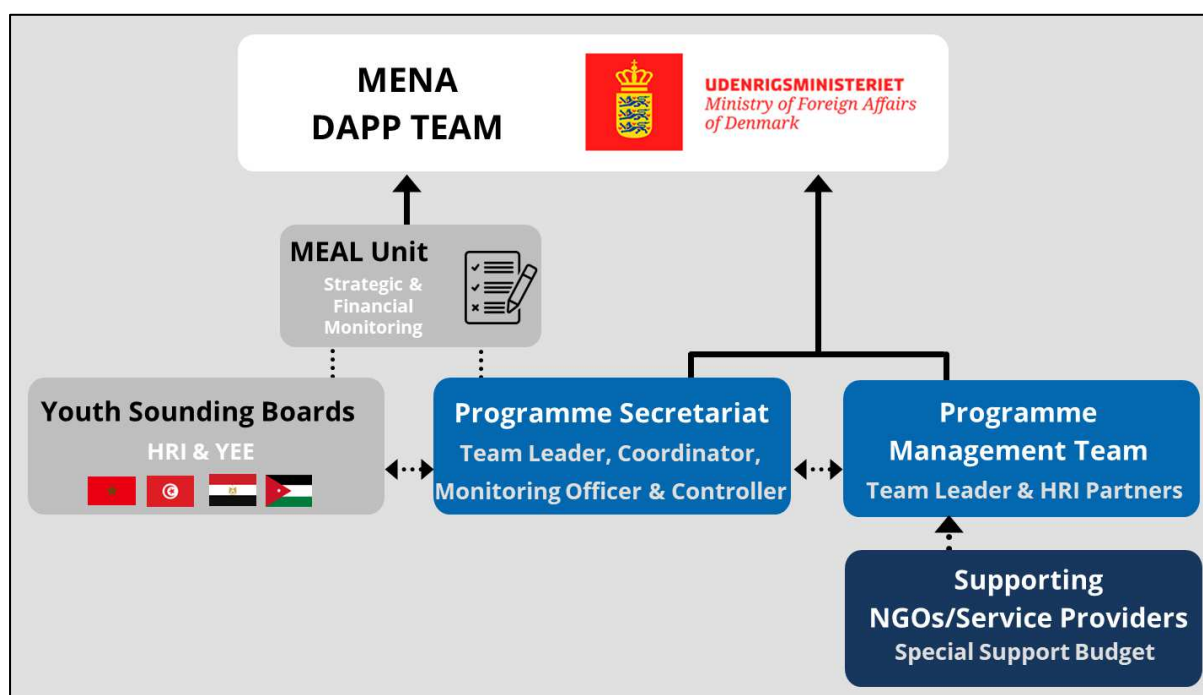 MENA
DAPP TEAM
UDENRIGSMINISTERIET
Ministry of Foreign Affairs
of Denmark
MEAL Unit
Strategic &
Financial
Monitoring
Youth Sounding Boards
HRI & YEE
Programme Secretariat
Team Leader, Coordinator,
Monitoring Officer & Controller
Programme
Management Team
Team Leader & HRI Partners
Supporting
NGOs/Service Providers
Special Support Budget